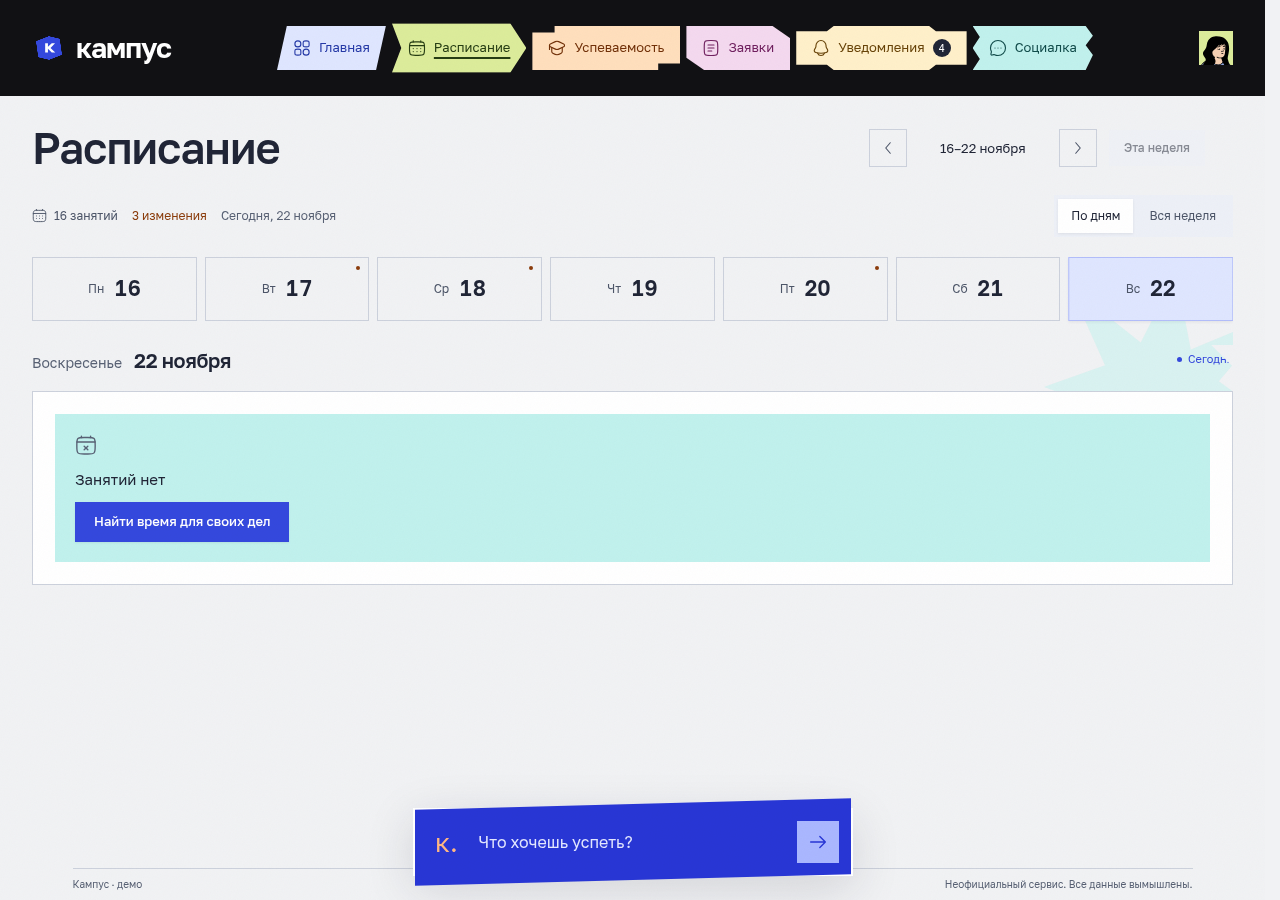 кампус
Главная
Расписание
Успеваемость
Заявки
Уведомления 4
Социалка
Расписание
16–22 ноября
Эта неделя
16 занятий 3 изменения Сегодня, 22 ноября
По дням Вся неделя
Пн 16
Вт 17
Ср 18
Чт 19
Пт 20
Сб 21
Вс 22
Воскресенье 22 ноября
Занятий нет
Найти время для своих дел
к. Что хочешь успеть?
Кампус · демо
Неофициальный сервис. Все данные вымышлены.